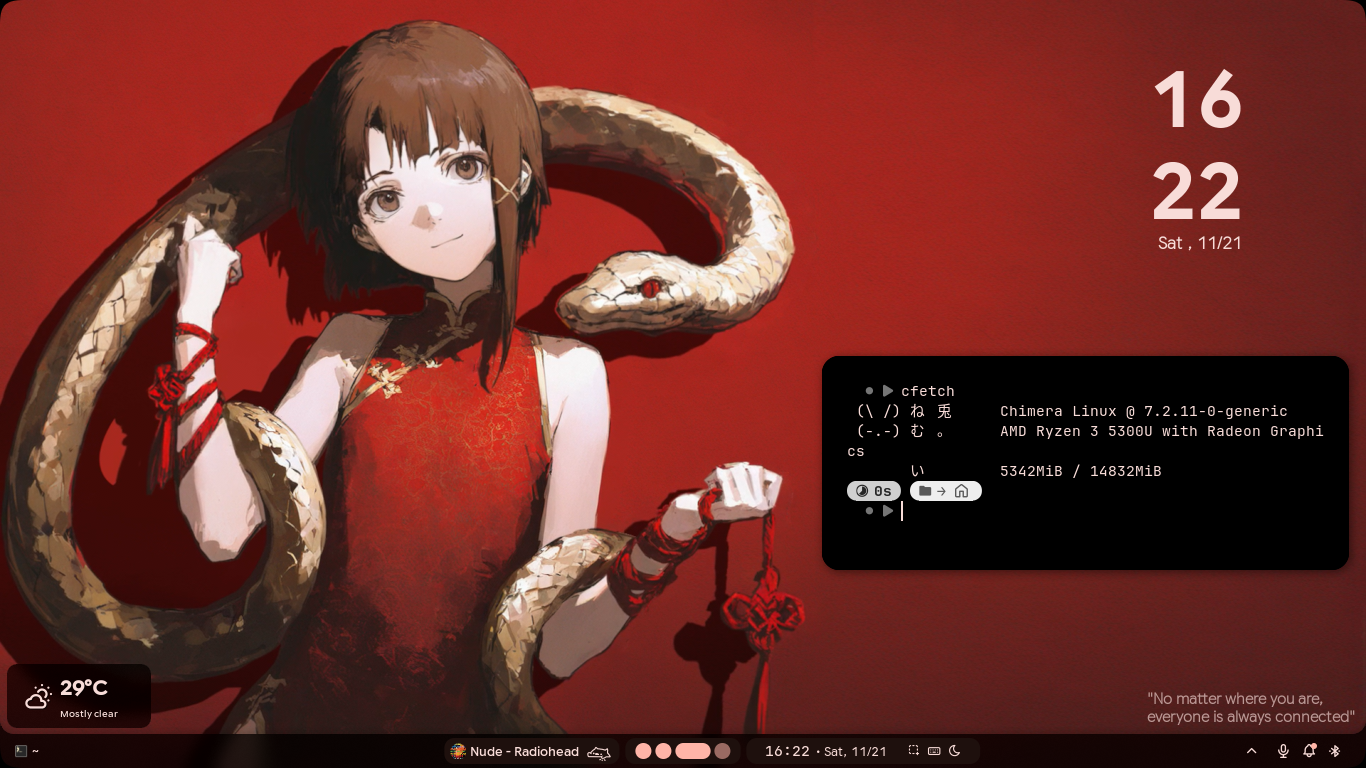 16
22
Sat , 11/21
cfetch
(\ /) ね 兎 Chimera Linux @ 7.2.11-0-generic
(-.-) む 。 AMD Ryzen 3 5300U with Radeon Graphi
cs
い 5342MiB / 14832MiB
0s
29°C
Mostly clear
"No matter where you are,
everyone is always connected"
~
Nude - Radiohead
16:22 • Sat, 11/21